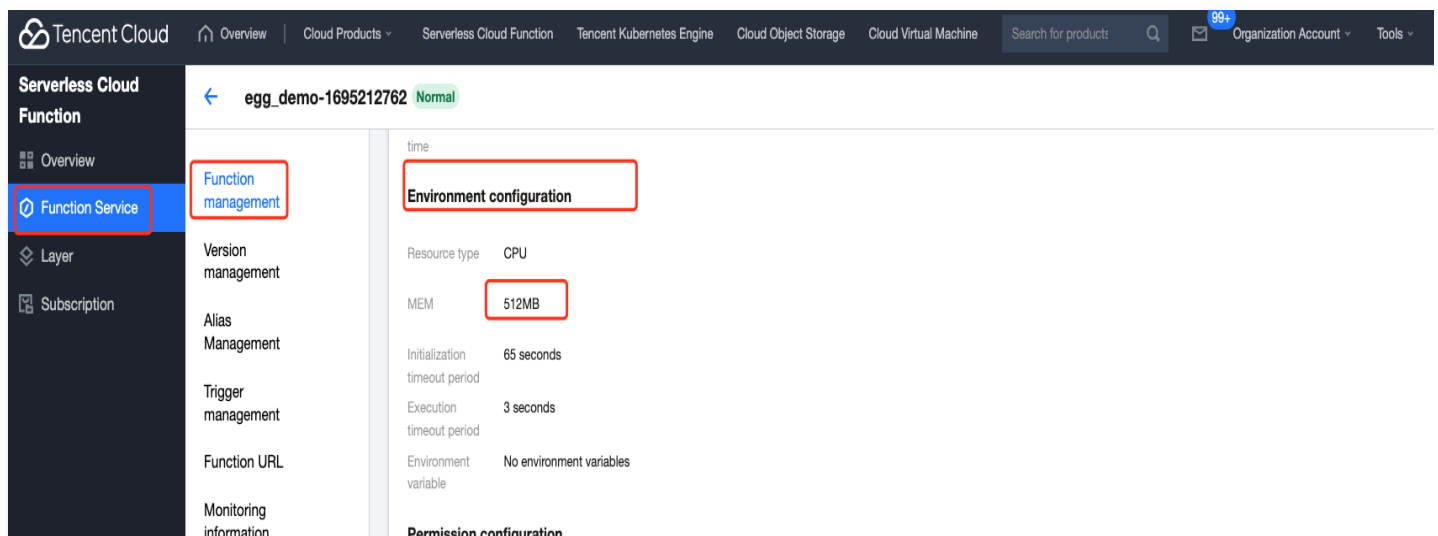 Tencent Cloud
Overview
Cloud Products
Serverless Cloud Function
Tencent Kubernetes Engine
Cloud Object Storage
Cloud Virtual Machine
Search for products
99+
Organization Account
Tools
Serverless Cloud
Function
Overview
Function Service
Layer
Subscription
egg_demo-1695212762 Normal
Function
management
Version
management
Alias
Management
Trigger
management
Function URL
Monitoring
information
time
Environment configuration
Resource type CPU
MEM 512MB
Initialization 65 seconds
timeout period
Execution 3 seconds
timeout period
Environment No environment variables
variable
Permission configuration